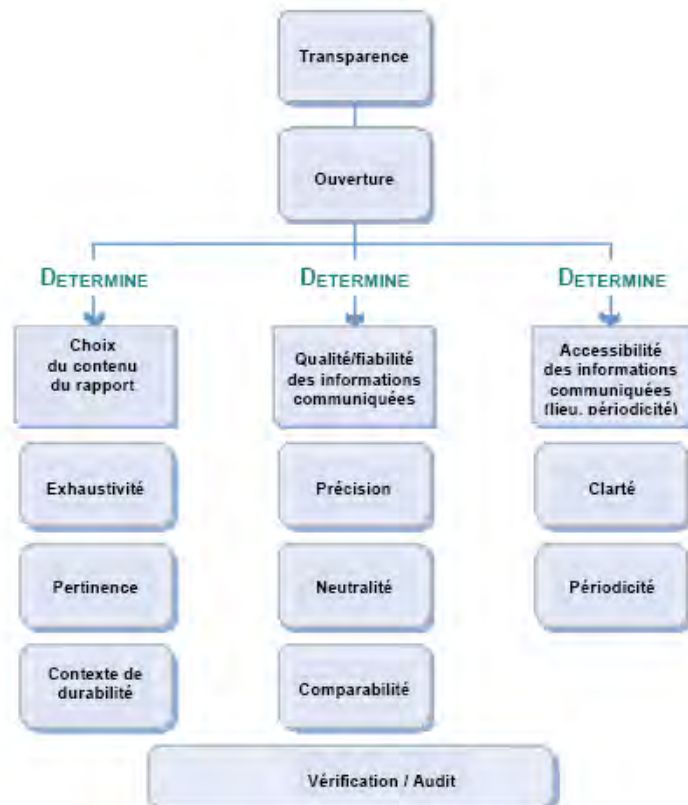 Transparence
Ouverture
DETERMINE
DETERMINE
DETERMINE
Choix
du contenu
du rapport
Qualité/fiabilité
des informations
communiquées
Accessibilité
des informations
communiquées
(lieu, périodicité)
Exhaustivité
Précision
Clarté
Pertinence
Neutralité
Périodicité
Contexte de
durabilité
Comparabilité
Vérification / Audit